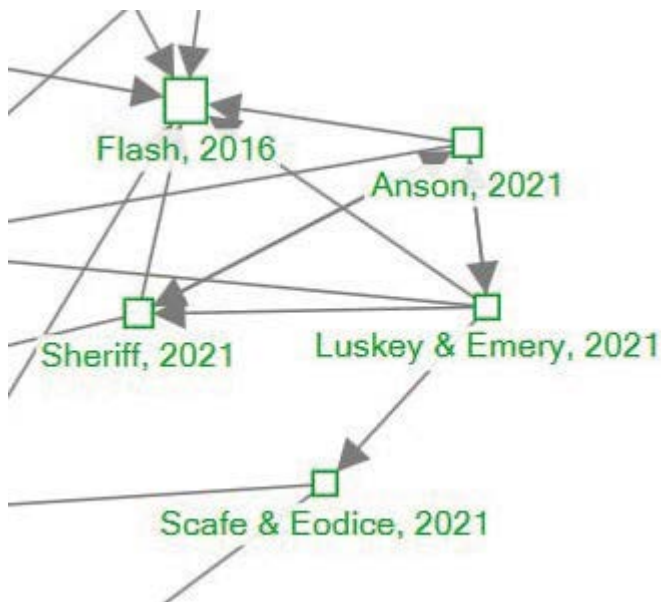 Flash, 2016
Anson, 2021
Luskey & Emery, 2021
Sheriff, 2021
Scafe & Eodice, 2021